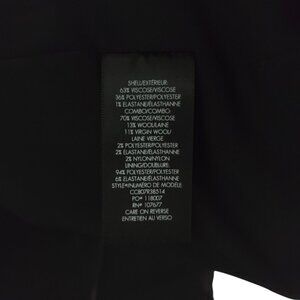 SHELL/EXTÉRIEUR:
63% VISCOSE/VISCOSE
36% POLYESTER/POLYESTER
1% ELASTANE/ÉLASTHANNE
COMBO/COMBO:
70% VISCOSE/VISCOSE
13% WOOL/LAINE
11% VIRGIN WOOL/
LAINE VIERGE
2% POLYESTER/POLYESTER
2% ELASTANE/ÉLASTHANNE
2% NYLON/NYLON
LINING/DOUBLURE:
94% POLYESTER/POLYESTER
6% ELASTANE/ÉLASTHANNE
STYLE#/NUMÉRO DE MODÈLE:
CC807R38514
PO# 118007
RN# 107677
CARE ON REVERSE
ENTRETIEN AU VERSO